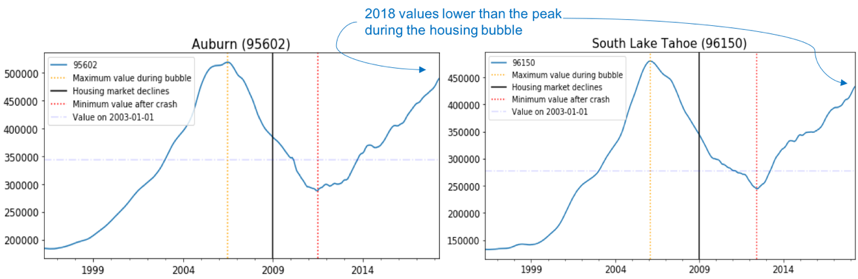 2018 values lower than the peak
during the housing bubble
Auburn (95602)
95602
Maximum value during bubble
Housing market declines
Minimum value after crash
Value on 2003-01-01
500000
450000
400000
350000
300000
250000
200000
1999
2004
2009
2014
South Lake Tahoe (96150)
96150
Maximum value during bubble
Housing market declines
Minimum value after crash
Value on 2003-01-01
450000
400000
350000
300000
250000
200000
150000
1999
2004
2009
2014